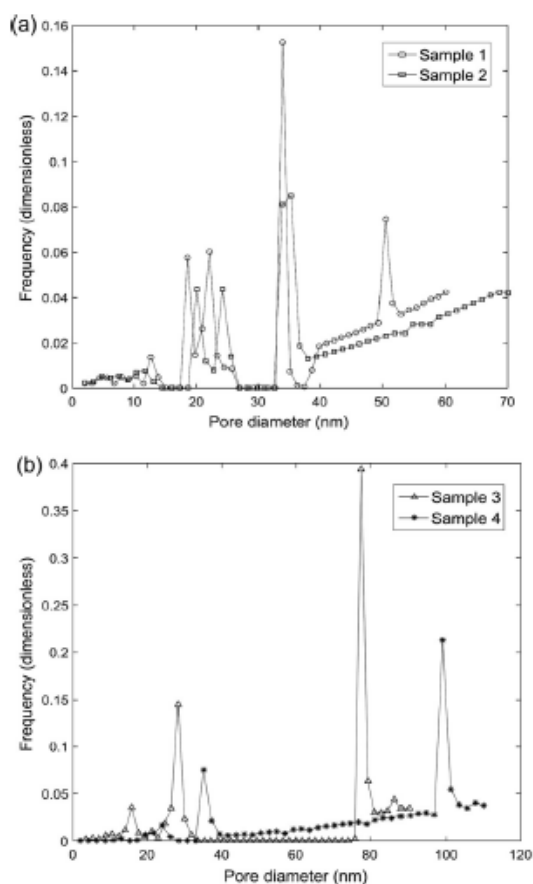 (a)
0.16
0.14
0.12
0.1
0.08
0.06
0.04
0.02
0
Frequency (dimensionless)
Sample 1
Sample 2
0 10 20 30 40 50 60 70
Pore diameter (nm)
(b)
0.4
0.35
0.3
0.25
0.2
0.15
0.1
0.05
0
Frequency (dimensionless)
Sample 3
Sample 4
0 20 40 60 80 100 120
Pore diameter (nm)